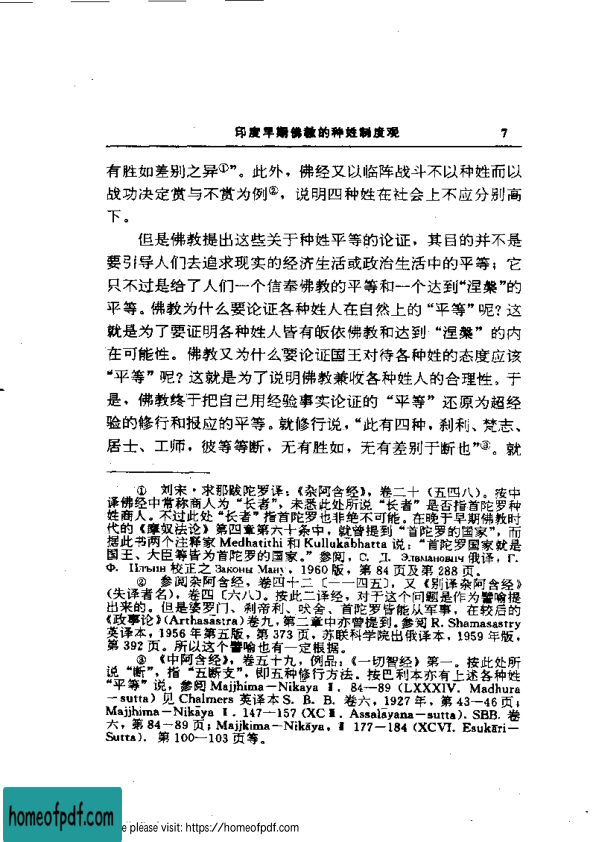 印度早期佛教的种姓制度观 7
有胜如差别之异①”。此外，佛经又以临阵战斗不以种姓而以
战功决定赏与不赏为例②，说明四种姓在社会上不应分别高
下。
但是佛教提出这些关于种姓平等的论证，其目的并不是
要引导人们去追求现实的经济生活或政治生活中的平等；它
只不过是给了人们一个信奉佛教的平等和一个达到“涅槃”的
平等。佛教为什么要论证各种姓人在自然上的“平等”呢？这
就是为了要证明各种姓人皆有皈依佛教和达到“涅槃”的内
在可能性。佛教又为什么要论证国王对待各种姓的态度应该
“平等”呢？这就是为了说明佛教兼收各种姓人的合理性。于
是，佛教终于把自己用经验事实论证的“平等”还原为超经
验的修行和报应的平等。就修行说，“此有四种，刹利、梵志、
居士、工师，彼等等断，无有胜如，无有差别于断也”③。就
① 刘宋·求那跋陀罗译：《杂阿含经》，卷二十（五四八）。按中
译佛经中常称商人为“长者”，未悉此处所说“长者”是否指首陀罗种
姓商人。不过此处“长者”指首陀罗也非绝不可能。在晚于早期佛教时
代的《摩奴法论》第四章第六十条中，就曾提到“首陀罗的国家”，而
据此书两个注释家 Medhatithi 和 Kullukābhatta 说：“首陀罗国家就是
国王、大臣等皆为首陀罗的国家。”参阅，С. Д. Эльманович 俄译，Г.
Ф. Ильин 校正之 Законы Ману，1960版，第 84 页及第 288 页。
② 参阅杂阿含经，卷四十二〔一一四五〕，又《别译杂阿含经》
（失译者名），卷四〔六八〕。按此二译经，对于这个问题是作为譬喻提
出来的。但是婆罗门、刹帝利、吠舍、首陀罗皆能从军事，在较后的
《政事论》(Arthasastra) 卷九，第二章中亦曾提到。参阅 R. Shamasastry
英译本，1956 年第五版，第 373 页，苏联科学院出俄译本，1959 年版，
第 392 页。所以这个譬喻也有一定根据。
③ 《中阿含经》，卷五十九，例品：《一切智经》第一。按此处所
说“断”，指“五断支”，即五种修行方法。按巴利本亦有上述各种姓
“平等”说，参阅 Majjhima—Nikaya Ⅱ. 84—89 (LXXXIV. Madhura
—sutta) 见 Chalmers 英译本 S. B. B. 卷六，1927 年，第 43—46 页；
Majjhima—Nikāya Ⅱ. 147—157 (XCⅢ. Assalāyana—sutta). SBB. 卷
六，第 84—89 页；Majjkima—Nikāya, Ⅱ 177—184 (XCVI. Esukāri—
Sutta). 第 100—103 页等。
homeofpdf.com
e please visit: https://homeofpdf.com